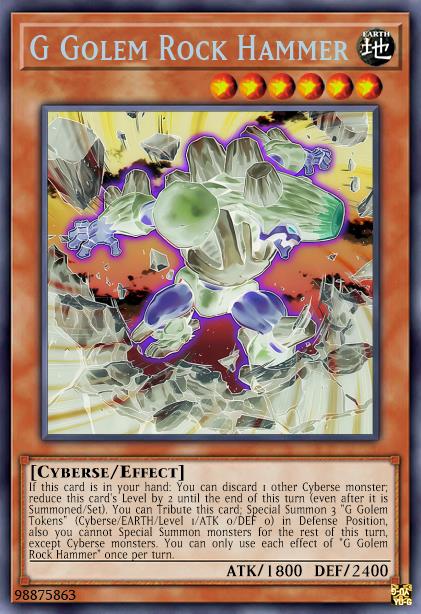 G Golem Rock Hammer
EARTH
地
[Cyberse/Effect]
If this card is in your hand: You can discard 1 other Cyberse monster;
reduce this card's Level by 2 until the end of this turn (even after it is
Summoned/Set). You can Tribute this card; Special Summon 3 "G Golem
Tokens" (Cyberse/EARTH/Level 1/ATK 0/DEF 0) in Defense Position,
also you cannot Special Summon monsters for the rest of this turn,
except Cyberse monsters. You can only use each effect of "G Golem
Rock Hammer" once per turn.
ATK/1800 DEF/2400
98875863